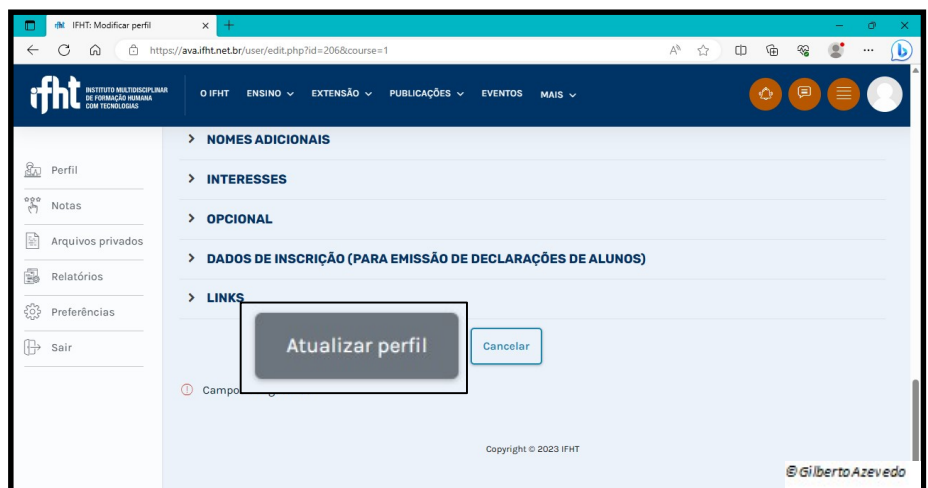 IFHT: Modificar perfil
https://ava.ifht.net.br/user/edit.php?id=206&course=1
ifht
INSTITUTO MULTIDISCIPLINAR
DE FORMAÇÃO HUMANA
COM TECNOLOGIAS
O IFHT ENSINO EXTENSÃO PUBLICAÇÕES EVENTOS MAIS
Perfil
Notas
Arquivos privados
Relatórios
Preferências
Sair
NOMES ADICIONAIS
INTERESSES
OPCIONAL
DADOS DE INSCRIÇÃO (PARA EMISSÃO DE DECLARAÇÕES DE ALUNOS)
LINKS
Atualizar perfil
Cancelar
Campo
Copyright © 2023 IFHT
© Gilberto Azevedo